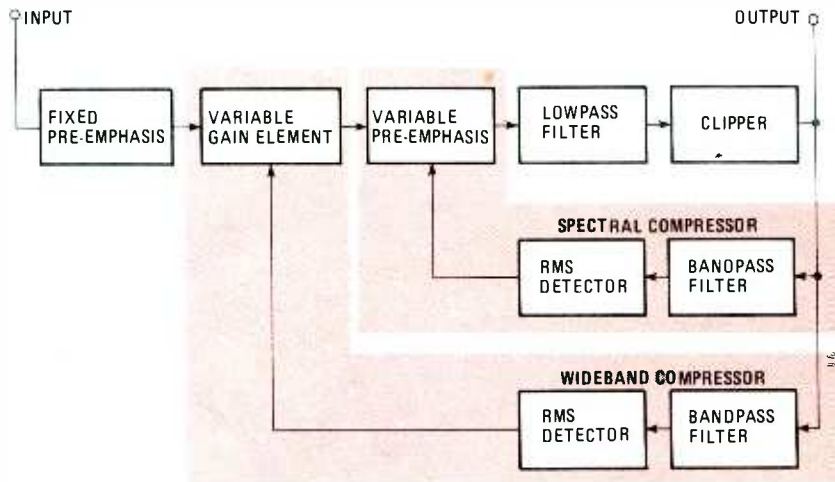 INPUT
OUTPUT
FIXED
PRE-EMPHASIS
VARIABLE
GAIN ELEMENT
VARIABLE
PRE-EMPHASIS
LOWPASS
FILTER
CLIPPER
SPECTRAL COMPRESSOR
RMS
DETECTOR
BANDPASS
FILTER
WIDEBAND COMPRESSOR
RMS
DETECTOR
BANDPASS
FILTER